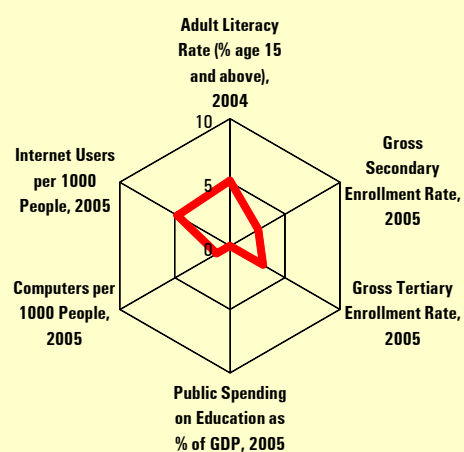 Adult Literacy
Rate (% age 15
and above),
2004
10
5
0
Gross
Secondary
Enrollment Rate,
2005
Gross Tertiary
Enrollment Rate,
2005
Public Spending
on Education as
% of GDP, 2005
Computers per
1000 People,
2005
Internet Users
per 1000
People, 2005